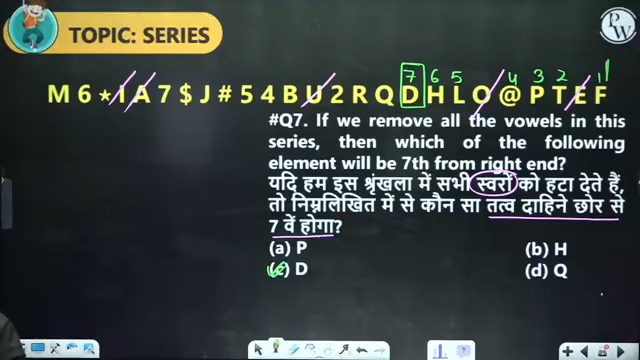 TOPIC: SERIES
7 6 5 4 3 2 1
M 6 ★ I A 7 $ J # 5 4 B U 2 R Q D H L O @ P T E F
#Q7. If we remove all the vowels in this
series, then which of the following
element will be 7th from right end?
यदि हम इस श्रृंखला में सभी स्वरों को हटा देते हैं,
तो निम्नलिखित में से कौन सा तत्व दाहिने छोर से
7 वें होगा?
(a) P (b) H
(c) D (d) Q